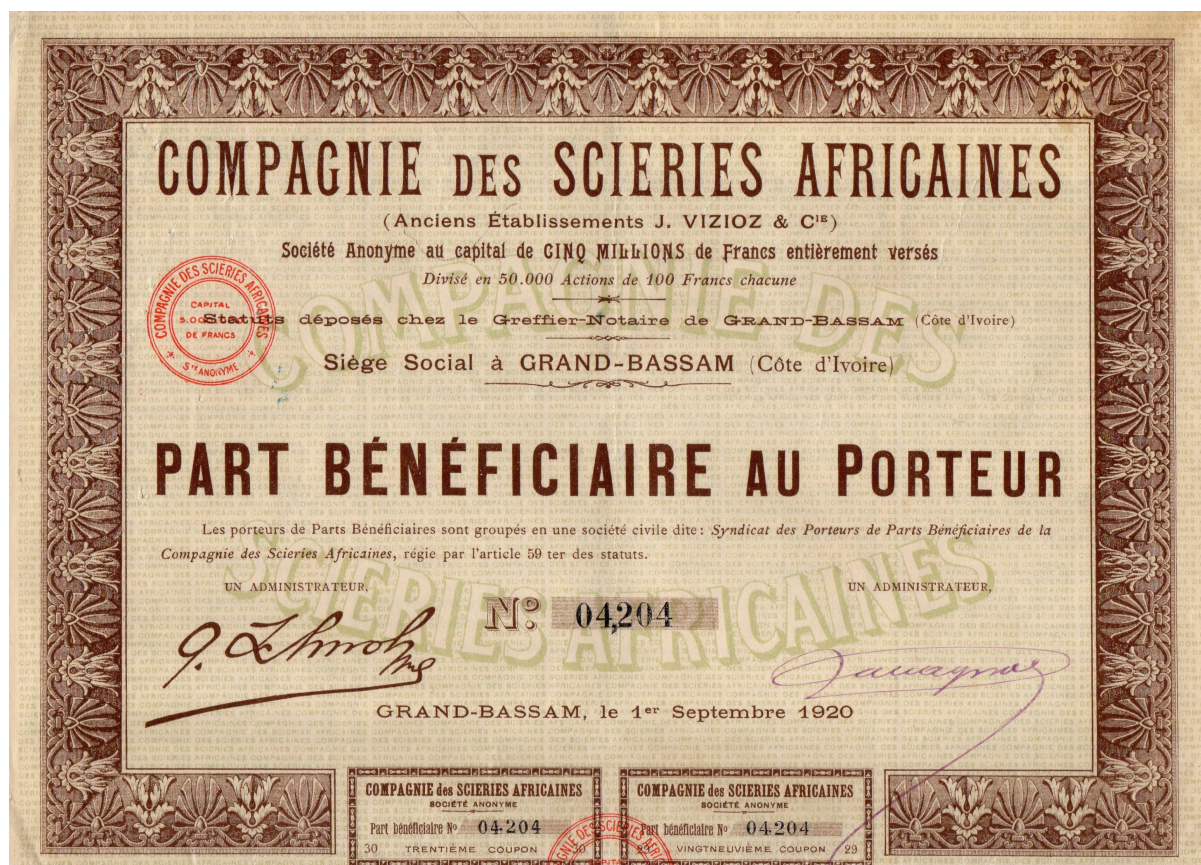 COMPAGNIE DES SCIERIES AFRICAINES
(Anciens Établissements J. VIZIOZ & CIE)
Société Anonyme au capital de CINQ MILLIONS de Francs entièrement versés
Divisé en 50.000 Actions de 100 Francs chacune
Statuts déposés chez le Greffier-Notaire de GRAND-BASSAM (Côte d'Ivoire)
Siège Social à GRAND-BASSAM (Côte d'Ivoire)
COMPAGNIE DES SCIERIES AFRICAINES
CAPITAL
DE FRANCS
STÉ ANONYME
COMPAGNIE DES
PART BÉNÉFICIAIRE AU PORTEUR
Les porteurs de Parts Bénéficiaires sont groupés en une société civile dite : Syndicat des Porteurs de Parts Bénéficiaires de la
Compagnie des Scieries Africaines, régie par l'article 59 ter des statuts.
SCIERIES AFRICAINES
UN ADMINISTRATEUR,
UN ADMINISTRATEUR,
No 04,204
GRAND-BASSAM, le 1er Septembre 1920
COMPAGNIE des SCIERIES AFRICAINES
SOCIÉTÉ ANONYME
Part bénéficiaire No 04.204
30 TRENTIÈME COUPON 30
COMPAGNIE des SCIERIES AFRICAINES
SOCIÉTÉ ANONYME
Part bénéficiaire No 04.204
29 VINGTNEUVIÈME COUPON 29